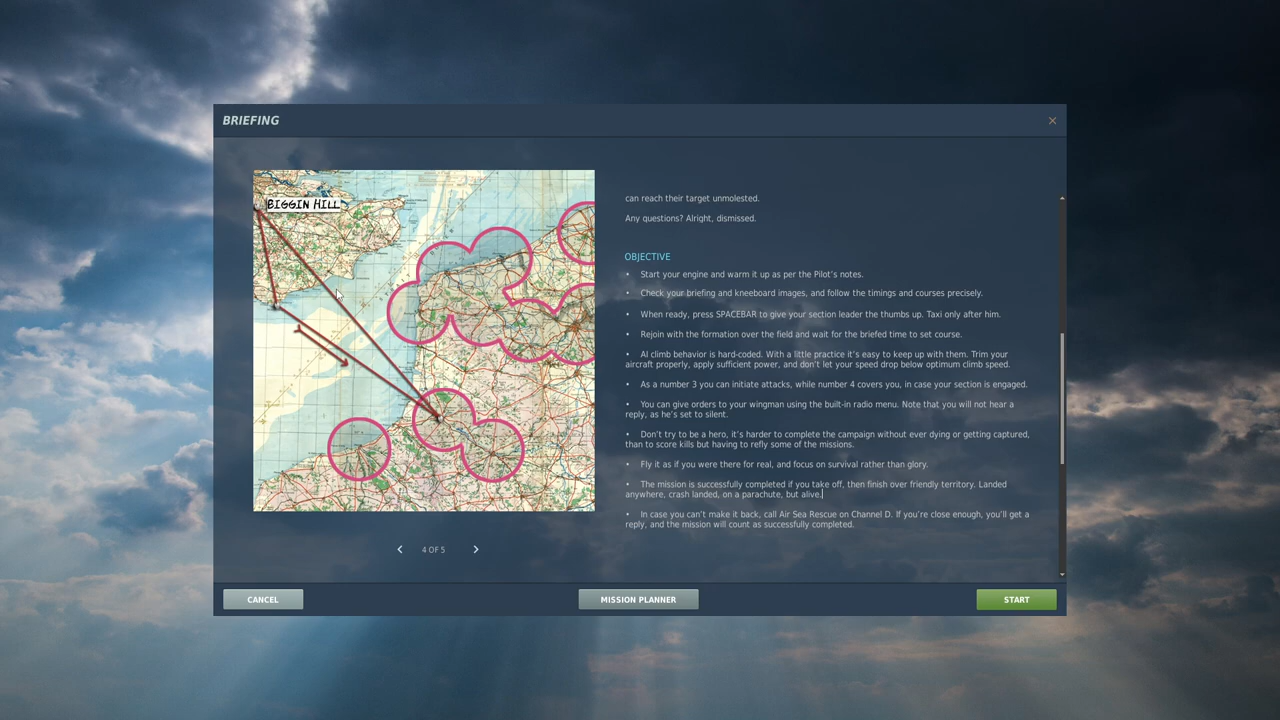 BRIEFING
×
BIGGIN HILL
can reach their target unmolested.
Any questions? Alright, dismissed.
OBJECTIVE
• Start your engine and warm it up as per the Pilot's notes.
• Check your briefing and kneeboard images, and follow the timings and courses precisely.
• When ready, press SPACEBAR to give your section leader the thumbs up. Taxi only after him.
• Rejoin with the formation over the field and wait for the briefed time to set course.
• AI climb behavior is hard-coded. With a little practice it's easy to keep up with them. Trim your
aircraft properly, apply sufficient power, and don't let your speed drop below optimum climb speed.
• As a number 3 you can initiate attacks, while number 4 covers you, in case your section is engaged.
• You can give orders to your wingman using the built-in radio menu. Note that you will not hear a
reply, as he's set to silent.
• Don't try to be a hero, it's harder to complete the campaign without ever dying or getting captured,
than to score kills but having to refly some of the missions.
• Fly it as if you were there for real, and focus on survival rather than glory.
• The mission is successfully completed if you take off, then finish over friendly territory. Landed
anywhere, crash landed, on a parachute, but alive.
• In case you can't make it back, call Air Sea Rescue on Channel D. If you're close enough, you'll get a
reply, and the mission will count as successfully completed.
4 OF 5
CANCEL
MISSION PLANNER
START